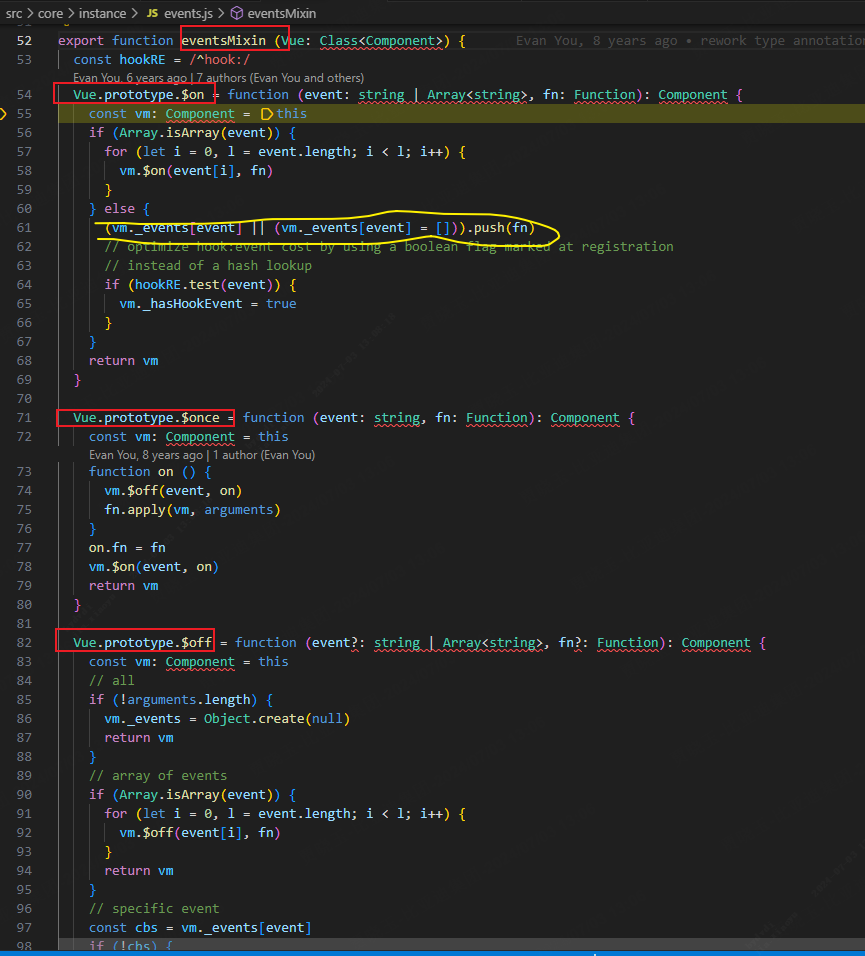 src > core > instance > JS events.js > eventsMixin
52 export function eventsMixin (Vue: Class<Component>) { Evan You, 8 years ago • rework type annotation
53 const hookRE = /^hook:/
Evan You, 6 years ago | 7 authors (Evan You and others)
54 Vue.prototype.$on = function (event: string | Array<string>, fn: Function): Component {
55 const vm: Component = this
56 if (Array.isArray(event)) {
57 for (let i = 0, l = event.length; i < l; i++) {
58 vm.$on(event[i], fn)
59 }
60 } else {
61 (vm._events[event] || (vm._events[event] = [])).push(fn)
62 // optimize hook:event cost by using a boolean flag marked at registration
63 // instead of a hash lookup
64 if (hookRE.test(event)) {
65 vm._hasHookEvent = true
66 }
67 }
68 return vm
69 }
70
71 Vue.prototype.$once = function (event: string, fn: Function): Component {
72 const vm: Component = this
Evan You, 8 years ago | 1 author (Evan You)
73 function on () {
74 vm.$off(event, on)
75 fn.apply(vm, arguments)
76 }
77 on.fn = fn
78 vm.$on(event, on)
79 return vm
80 }
81
82 Vue.prototype.$off = function (event?: string | Array<string>, fn?: Function): Component {
83 const vm: Component = this
84 // all
85 if (!arguments.length) {
86 vm._events = Object.create(null)
87 return vm
88 }
89 // array of events
90 if (Array.isArray(event)) {
91 for (let i = 0, l = event.length; i < l; i++) {
92 vm.$off(event[i], fn)
93 }
94 return vm
95 }
96 // specific event
97 const cbs = vm._events[event]
98 if (!cbs) {